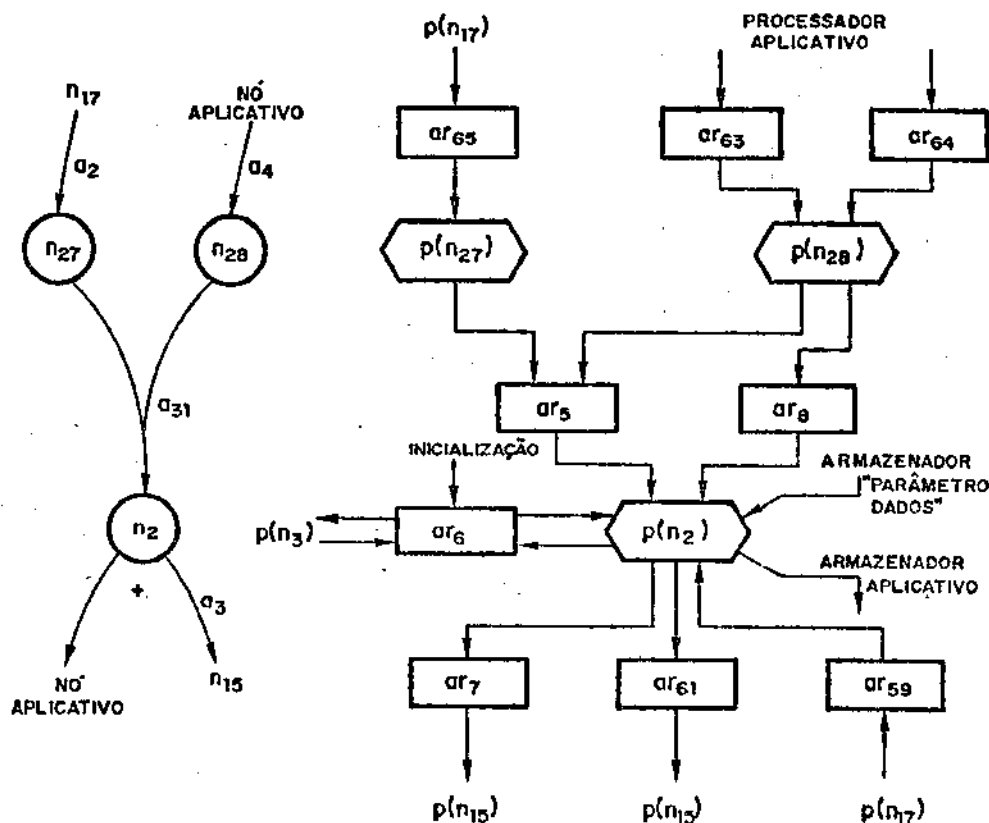 n17
a2
n27
NÓ
APLICATIVO
a4
n28
a31
n2
+
a3
NÓ
APLICATIVO
n15
p(n17)
ar65
p(n27)
PROCESSADOR
APLICATIVO
ar63
ar64
p(n28)
ar5
ar8
INICIALIZAÇÃO
p(n3)
ar6
p(n2)
ARMAZENADOR
"PARÂMETRO
DADOS"
ARMAZENADOR
APLICATIVO
ar7
ar61
ar59
p(n15)
p(n15)
p(n17)